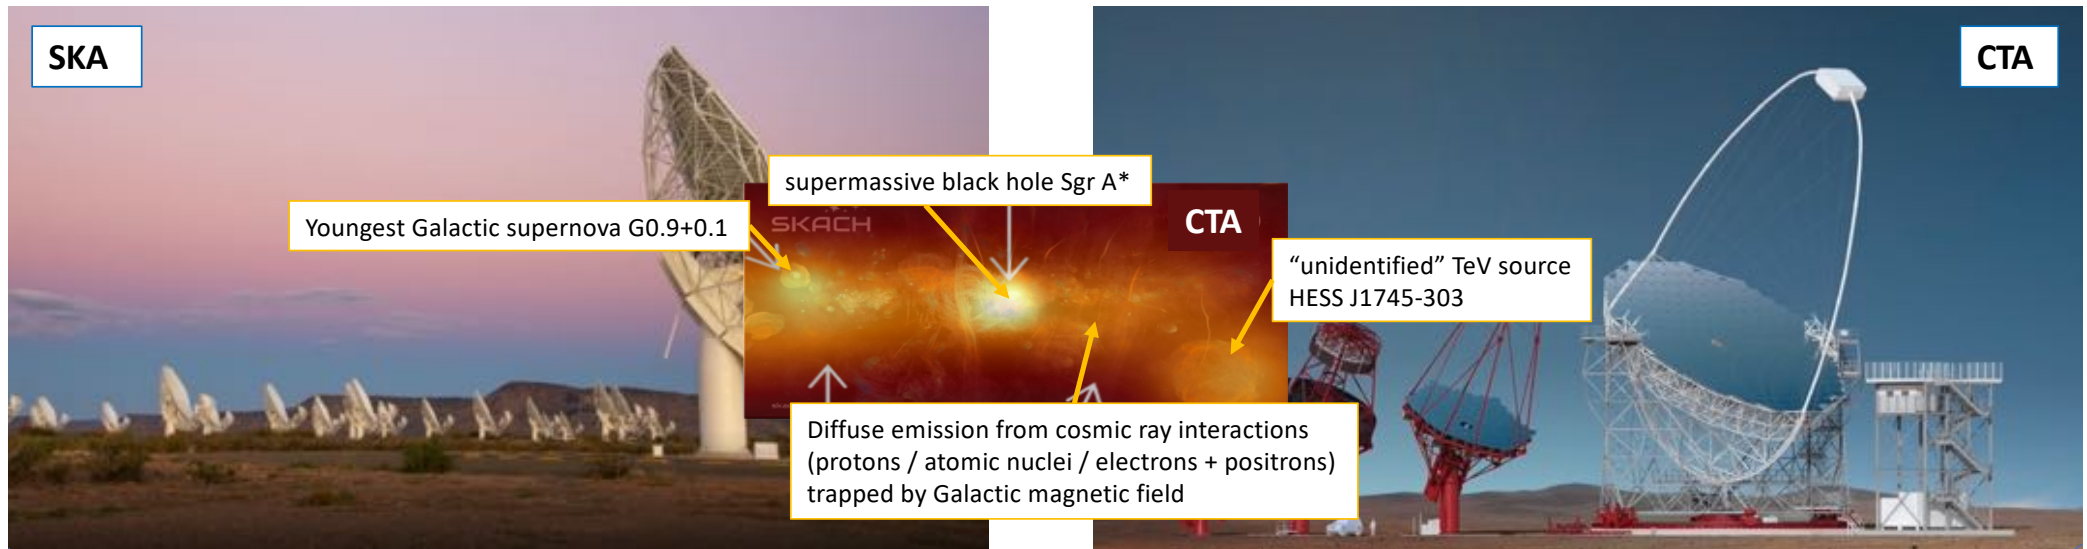 SKA
CTA
supermassive black hole Sgr A*
SKACH
CTA
Youngest Galactic supernova G0.9+0.1
“unidentified” TeV source
HESS J1745-303
Diffuse emission from cosmic ray interactions
(protons / atomic nuclei / electrons + positrons)
trapped by Galactic magnetic field